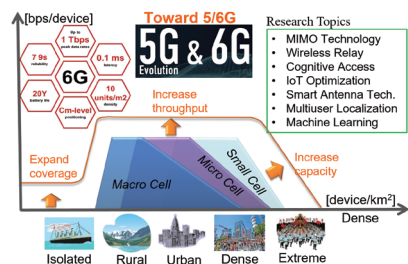 [bps/device]
Toward 5/6G
5G & 6G
Evolution
Up to
1 Tbps
peak data rates
7 9s
reliability
0.1 ms
latency
6G
20Y
battery life
10
units/m2
density
Cm-level
positioning
Research Topics
• MIMO Technology
• Wireless Relay
• Cognitive Access
• IoT Optimization
• Smart Antenna Tech.
• Multiuser Localization
• Machine Learning
Increase
throughput
Expand
coverage
Increase
capacity
Macro Cell
Micro Cell
Small Cell
[device/km²]
Dense
Isolated
Rural
Urban
Dense
Extreme